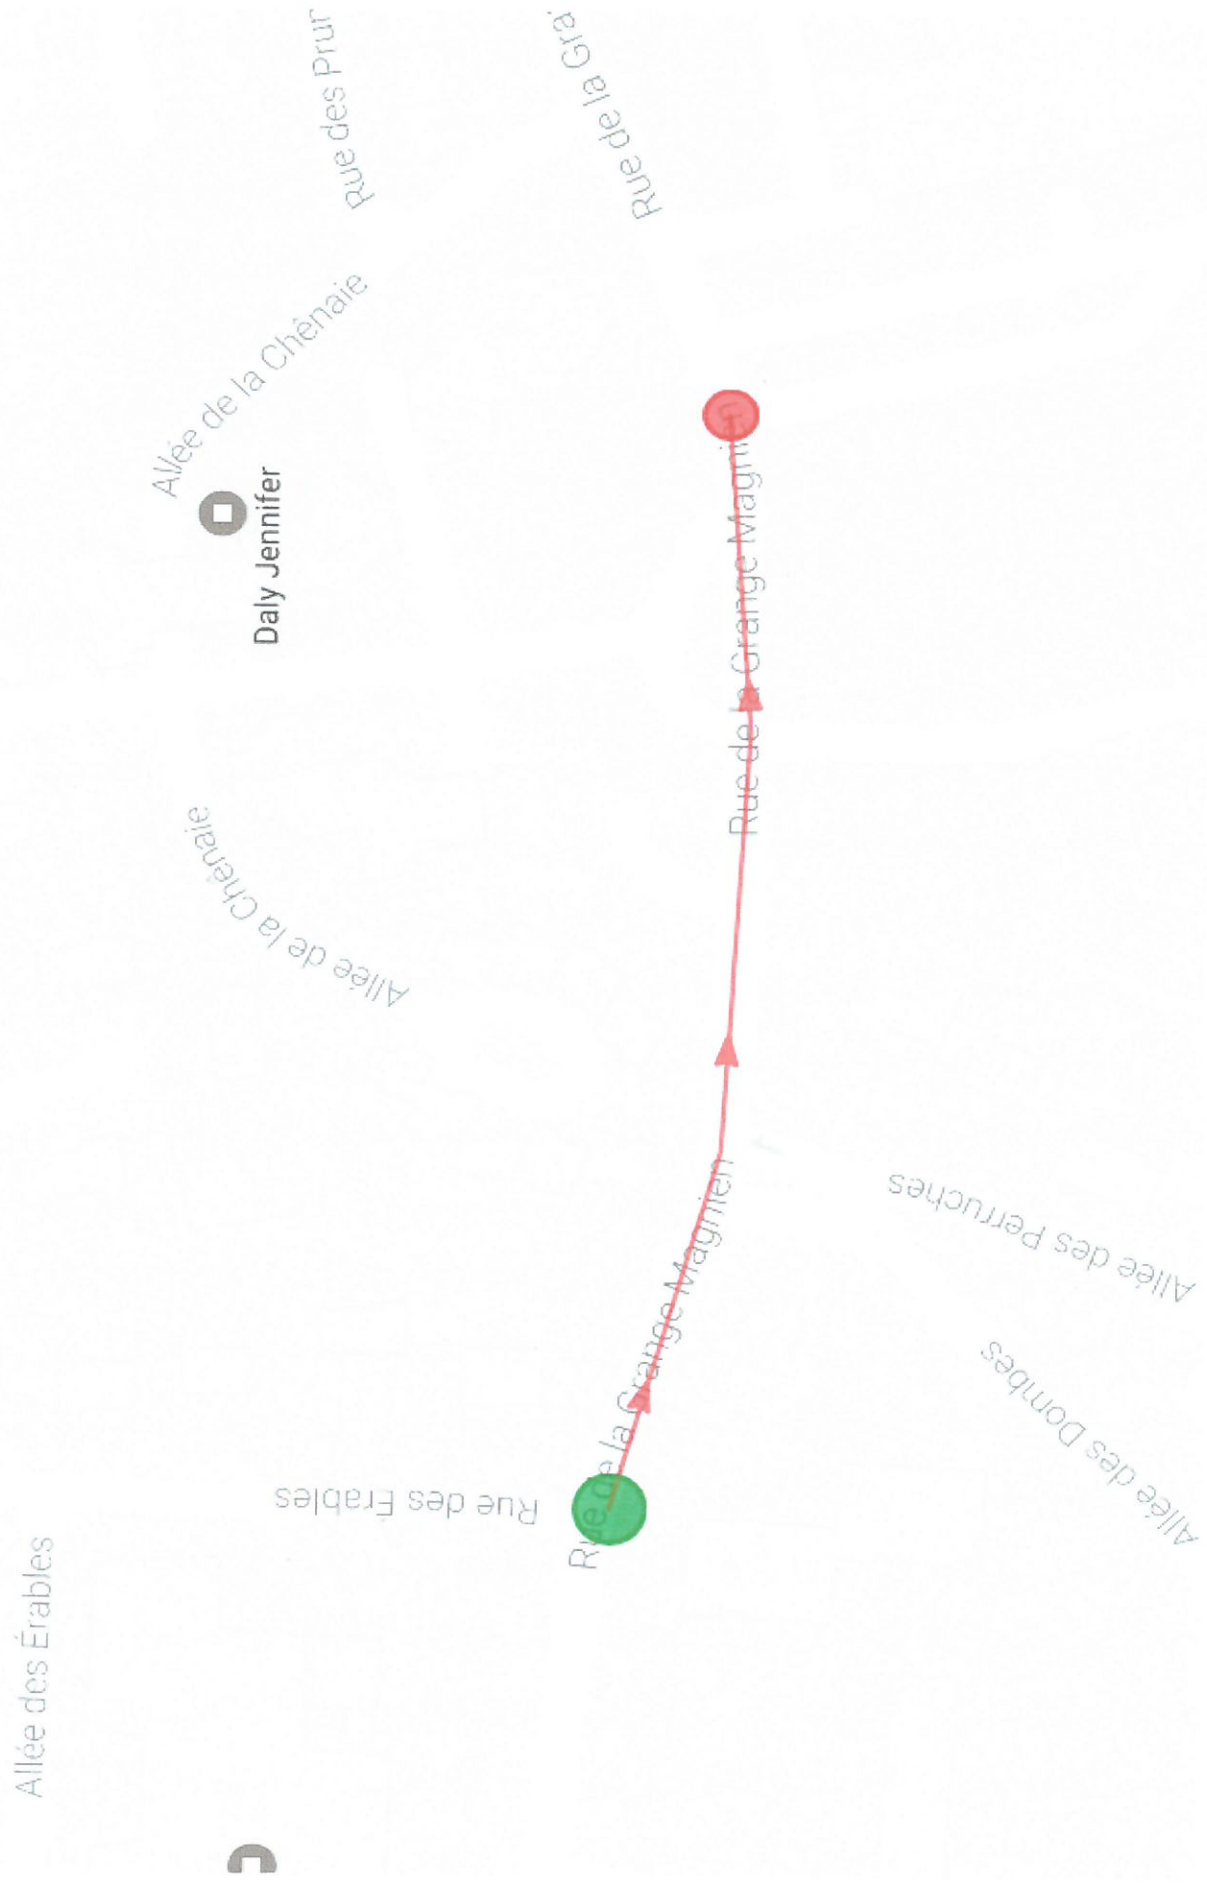 Rue des Prur
Rue de la Gra
Allée de la Chênaie
Daly Jennifer
Rue de la Grange Magnien
Allée de la Chênaie
Rue de la Grange Magnien
Allée des Perruches
Allée des Dombes
Rue des Érables
Allée des Érables